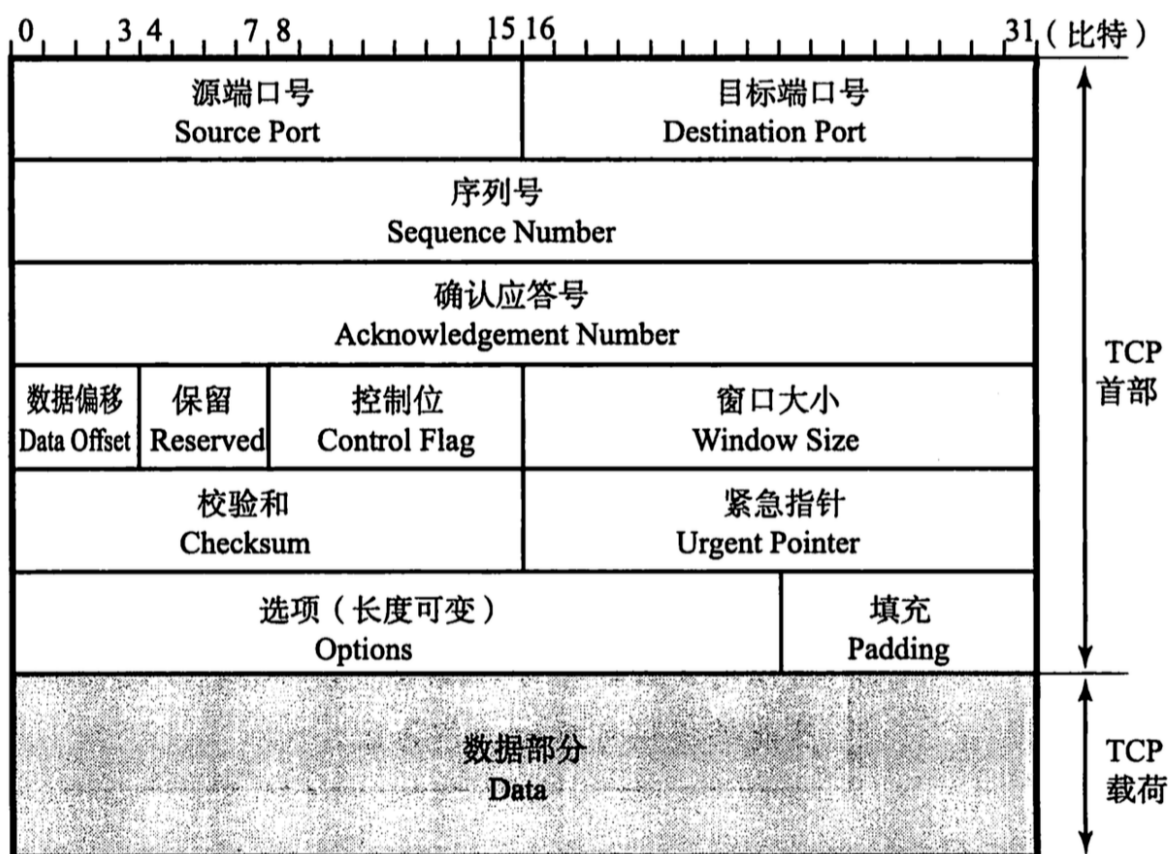 0 3 4 7 8 15 16 31 (比特)
源端口号 目标端口号
Source Port Destination Port
序列号
Sequence Number
确认应答号
Acknowledgement Number
TCP
首部
数据偏移 保留 控制位 窗口大小
Data Offset Reserved Control Flag Window Size
校验和 紧急指针
Checksum Urgent Pointer
选项(长度可变) 填充
Options Padding
数据部分
Data
TCP
载荷